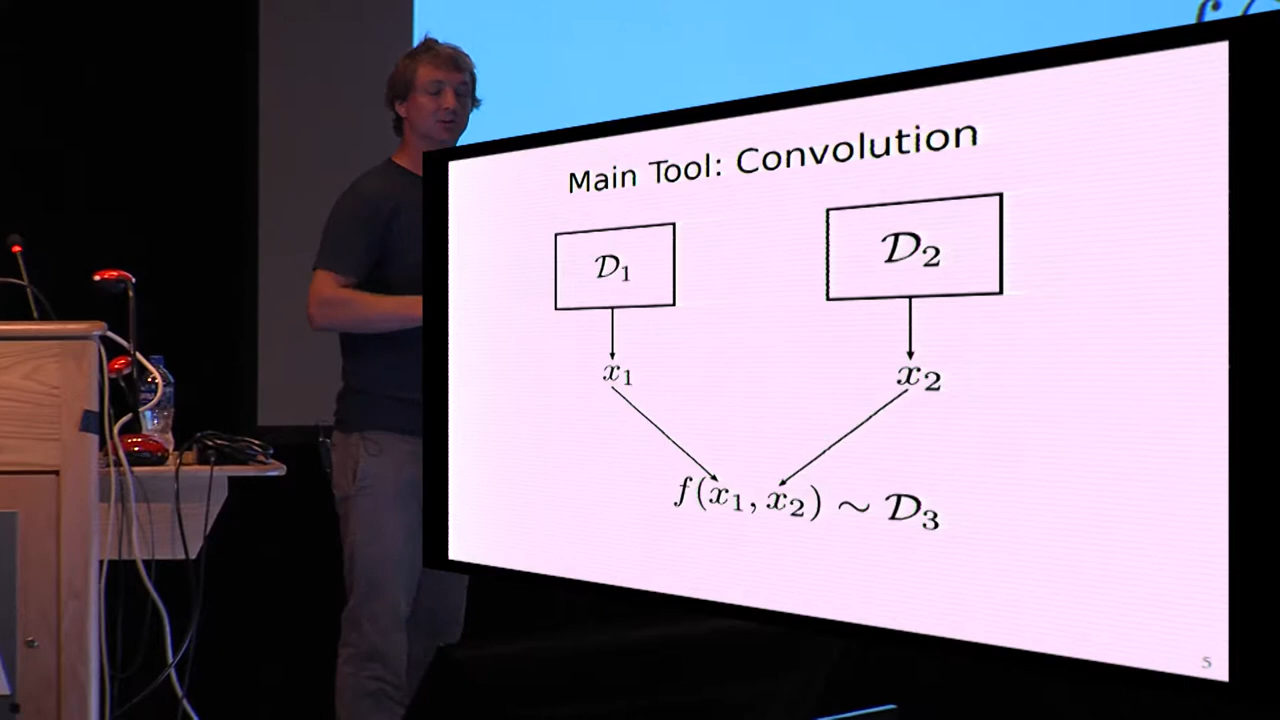 Main Tool: Convolution
𝒟₁
𝒟₂
x₁
x₂
f(x₁, x₂) ∼ 𝒟₃
5